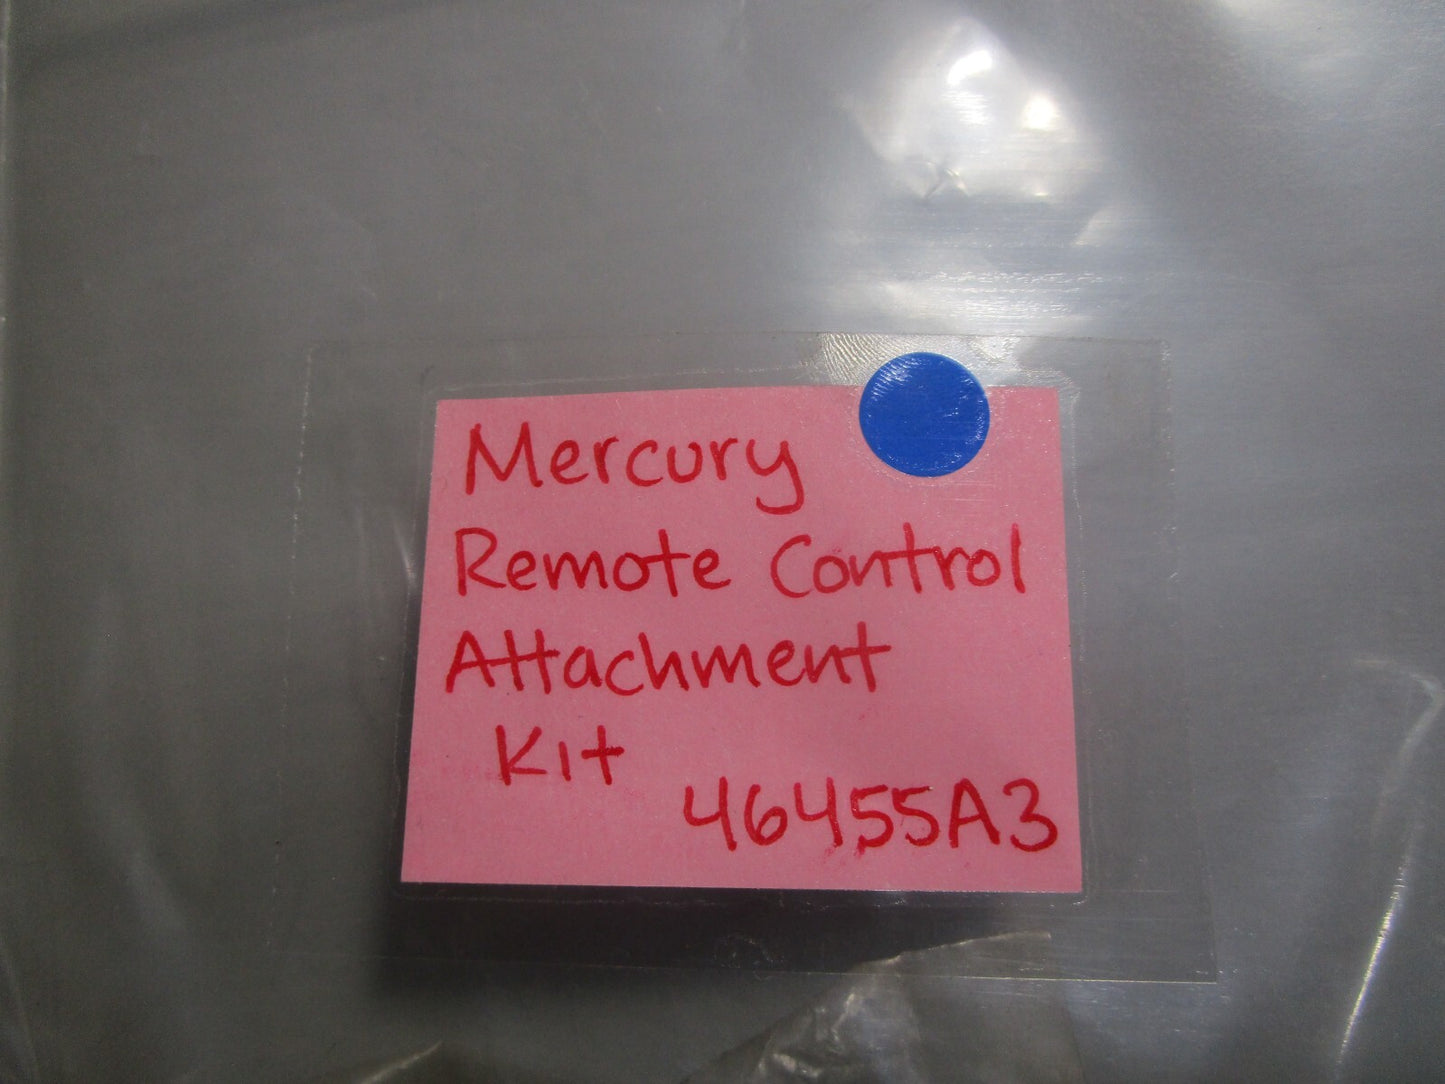 Mercury
Remote Control
Attachment
Kit
46455A3